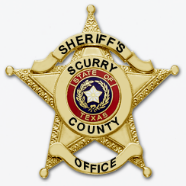 SHERIFF'S
SCURRY
STATE OF
TEXAS
COUNTY
OFFICE